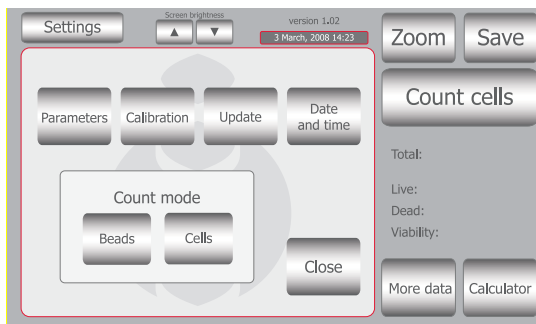 Settings
Screen brightness
version 1.02
3 March, 2008 14:23
Zoom
Save
Parameters
Calibration
Update
Date
and time
Count cells
Total:
Live:
Dead:
Viability:
Count mode
Beads
Cells
Close
More data
Calculator